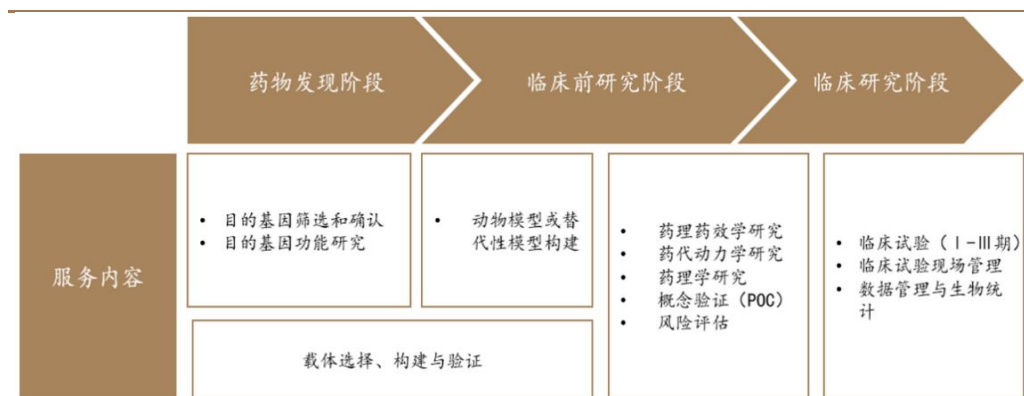 药物发现阶段
临床前研究阶段
临床研究阶段
服务内容
• 目的基因筛选和确认
• 目的基因功能研究
• 动物模型或替
代性模型构建
载体选择、构建与验证
• 药理药效学研究
• 药代动力学研究
• 药理学研究
• 概念验证（POC）
• 风险评估
• 临床试验（Ⅰ-Ⅲ期）
• 临床试验现场管理
• 数据管理与生物统
计